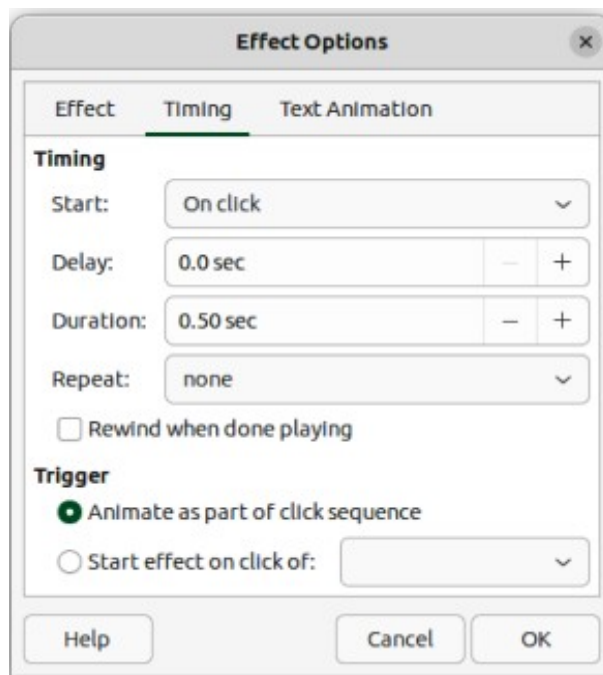 Effect Options
Effect Timing Text Animation
Timing
Start: On click
Delay: 0.0 sec
Duration: 0.50 sec
Repeat: none
Rewind when done playing
Trigger
Animate as part of click sequence
Start effect on click of:
Help Cancel OK